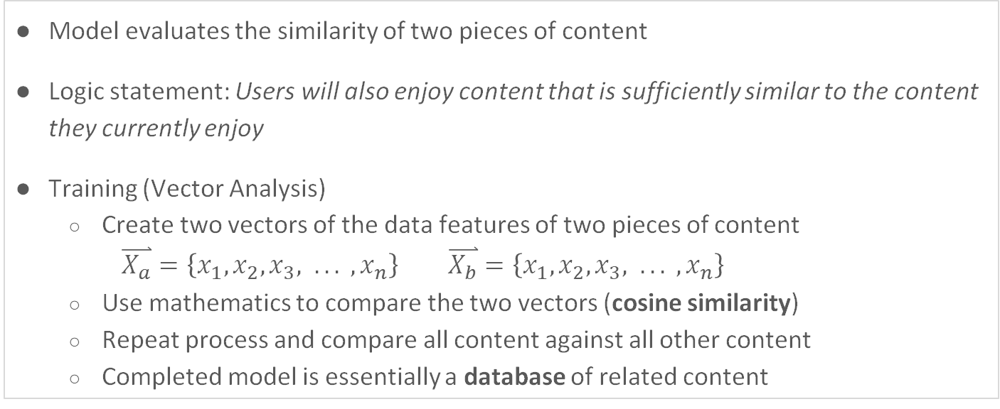 ● Model evaluates the similarity of two pieces of content
● Logic statement: Users will also enjoy content that is sufficiently similar to the content
they currently enjoy
● Training (Vector Analysis)
○ Create two vectors of the data features of two pieces of content
$\overrightarrow{X_a} = \{x_1, x_2, x_3, \ldots, x_n\}$ $\overrightarrow{X_b} = \{x_1, x_2, x_3, \ldots, x_n\}$
○ Use mathematics to compare the two vectors (cosine similarity)
○ Repeat process and compare all content against all other content
○ Completed model is essentially a database of related content